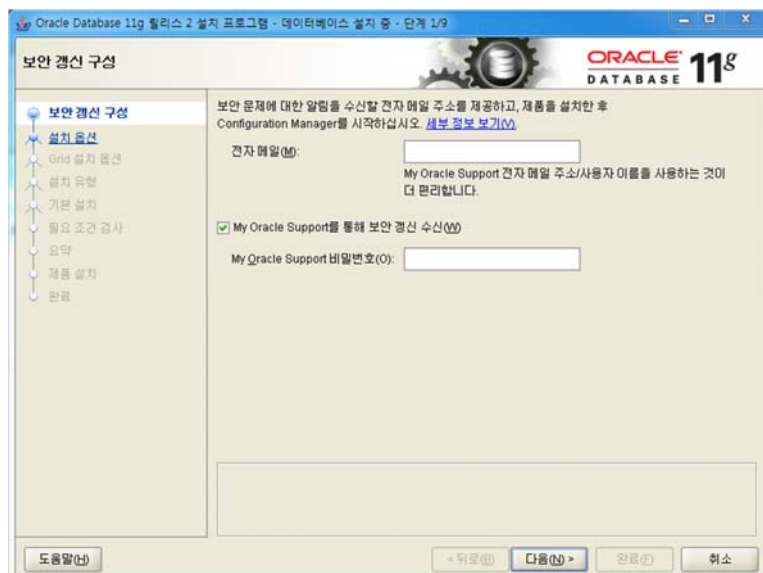 Oracle Database 11g 릴리스 2 설치 프로그램 - 데이터베이스 설치 중 - 단계 1/9
보안 갱신 구성
ORACLE
DATABASE 11g
보안 갱신 구성
설치 옵션
Grid 설치 옵션
설치 유형
기본 설치
필요 조건 검사
요약
제품 설치
완료
보안 문제에 대한 알림을 수신할 전자 메일 주소를 제공하고, 제품을 설치한 후
Configuration Manager를 시작하십시오. 세부 정보 보기(V).
전자 메일(M):
My Oracle Support 전자 메일 주소/사용자 이름을 사용하는 것이
더 편리합니다.
My Oracle Support를 통해 보안 갱신 수신(W)
My Oracle Support 비밀번호(O):
도움말(H)
< 뒤로(B)
다음(N) >
완료(F)
취소